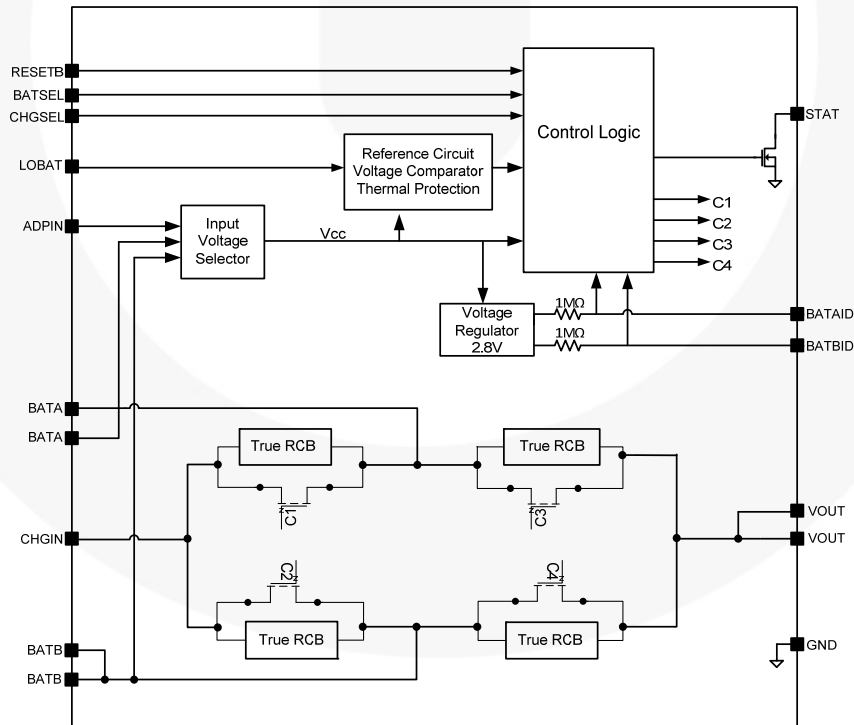 RESETB
BATSEL
CHGSEL
LOBAT
ADPIN
Input
Voltage
Selector
Reference Circuit
Voltage Comparator
Thermal Protection
Vcc
Control Logic
STAT
C1
C2
C3
C4
Voltage
Regulator
2.8V
1MΩ
1MΩ
BATAID
BATBID
BATA
BATA
True RCB
True RCB
C1
C3
CHGIN
VOUT
VOUT
C2
C4
True RCB
True RCB
BATB
BATB
GND